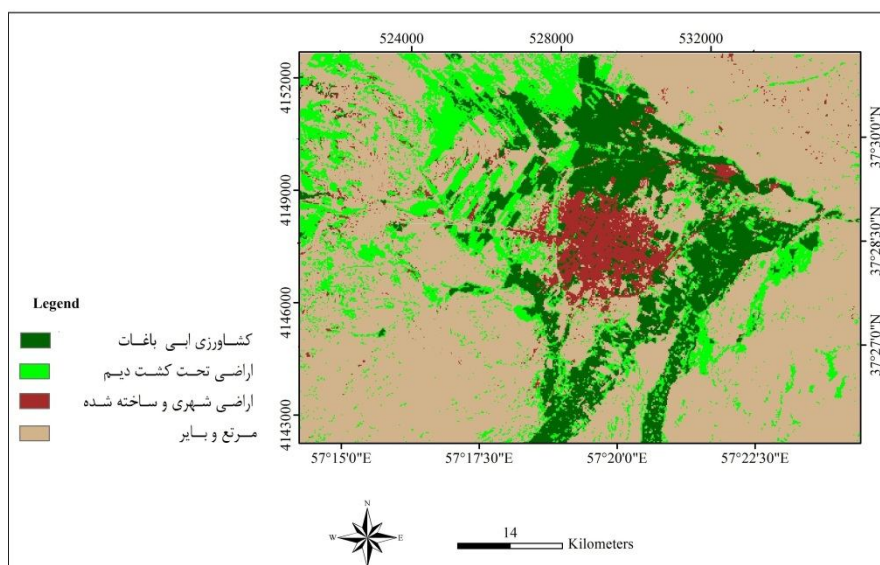 524000 528000 532000
4152000
4149000
4146000
4143000
37°30'0"N
37°28'30"N
37°27'0"N
57°15'0"E 57°17'30"E 57°20'0"E 57°22'30"E
Legend
کشاورزی ابی باغات
اراضی تحت کشت دیم
اراضی شهری و ساخته شده
مرتع و بایر
N
W E
S
14
Kilometers